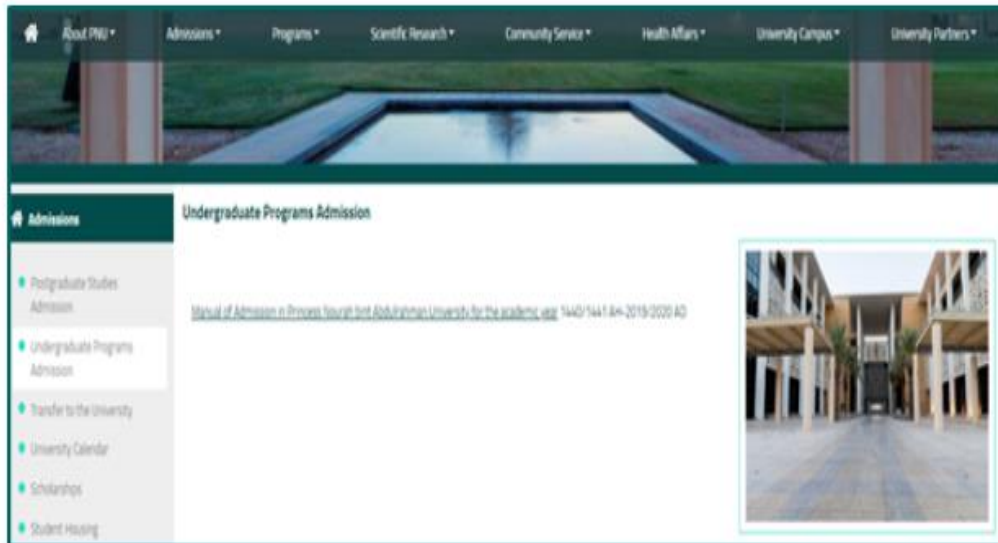 About PNU
Admissions
Programs
Scientific Research
Community Service
Health Affairs
University Campus
University Partners
Admissions
Undergraduate Programs Admission
Postgraduate Studies
Admission
Undergraduate Programs
Admission
Transfer to the University
University Calendar
Scholarships
Student Housing
Manual of Admission in Princess Nourah bint Abdulrahman University for the academic year 1440/1441 AH-2019/2020 AD